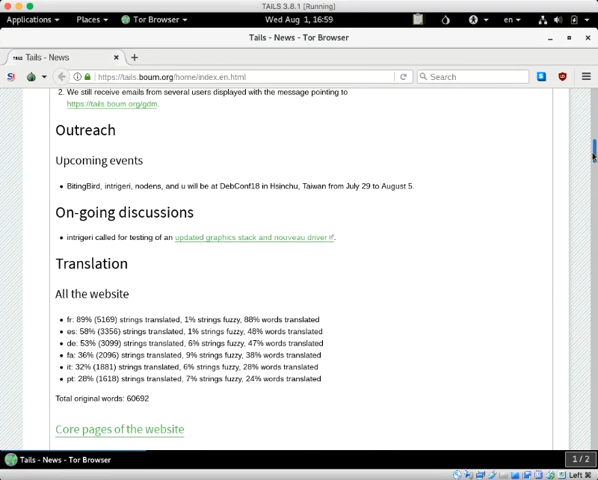 TAILS 3.8.1 [Running]
Applications Places Tor Browser Wed Aug 1, 16:59 en
Tails - News - Tor Browser
Tails - News
https://tails.boum.org/home/index.en.html Search
2. We still receive emails from several users displayed with the message pointing to
https://tails.boum.org/gdm.
Outreach
Upcoming events
• BitingBird, intrigeri, nodens, and u will be at DebConf18 in Hsinchu, Taiwan from July 29 to August 5.
On-going discussions
• intrigeri called for testing of an updated graphics stack and nouveau driver.
Translation
All the website
• fr: 89% (5169) strings translated, 1% strings fuzzy, 88% words translated
• es: 58% (3356) strings translated, 1% strings fuzzy, 48% words translated
• de: 53% (3099) strings translated, 6% strings fuzzy, 47% words translated
• fa: 36% (2096) strings translated, 9% strings fuzzy, 38% words translated
• it: 32% (1881) strings translated, 6% strings fuzzy, 28% words translated
• pt: 28% (1618) strings translated, 7% strings fuzzy, 24% words translated
Total original words: 60692
Core pages of the website
Tails - News - Tor Browser 1 / 2
Left ⌘